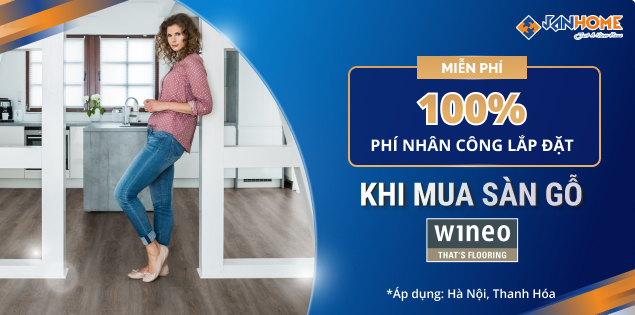 JANHOME
MIỄN PHÍ
100%
PHÍ NHÂN CÔNG LẮP ĐẶT
KHI MUA SÀN GỖ
wineo
THAT'S FLOORING
*Áp dụng: Hà Nội, Thanh Hóa